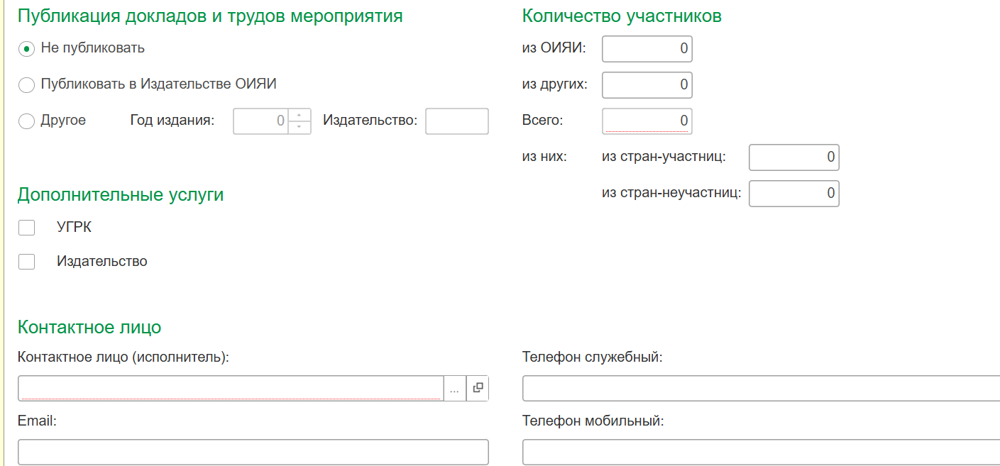 Публикация докладов и трудов мероприятия
Не публиковать
Публиковать в Издательстве ОИЯИ
Другое Год издания: 0 Издательство:
Количество участников
из ОИЯИ: 0
из других: 0
Всего: 0
из них: из стран-участниц: 0
из стран-неучастниц: 0
Дополнительные услуги
УГРК
Издательство
Контактное лицо
Контактное лицо (исполнитель):
...
Телефон служебный:
Email:
Телефон мобильный: